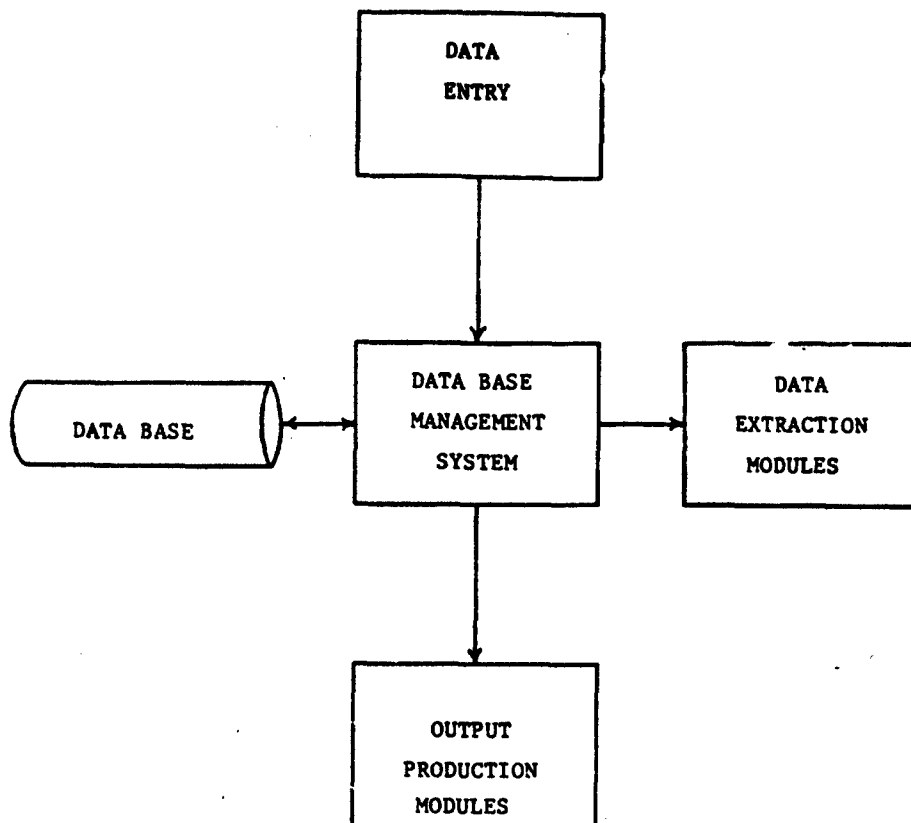 DATA
ENTRY
DATA BASE
DATA BASE
MANAGEMENT
SYSTEM
DATA
EXTRACTION
MODULES
OUTPUT
PRODUCTION
MODULES